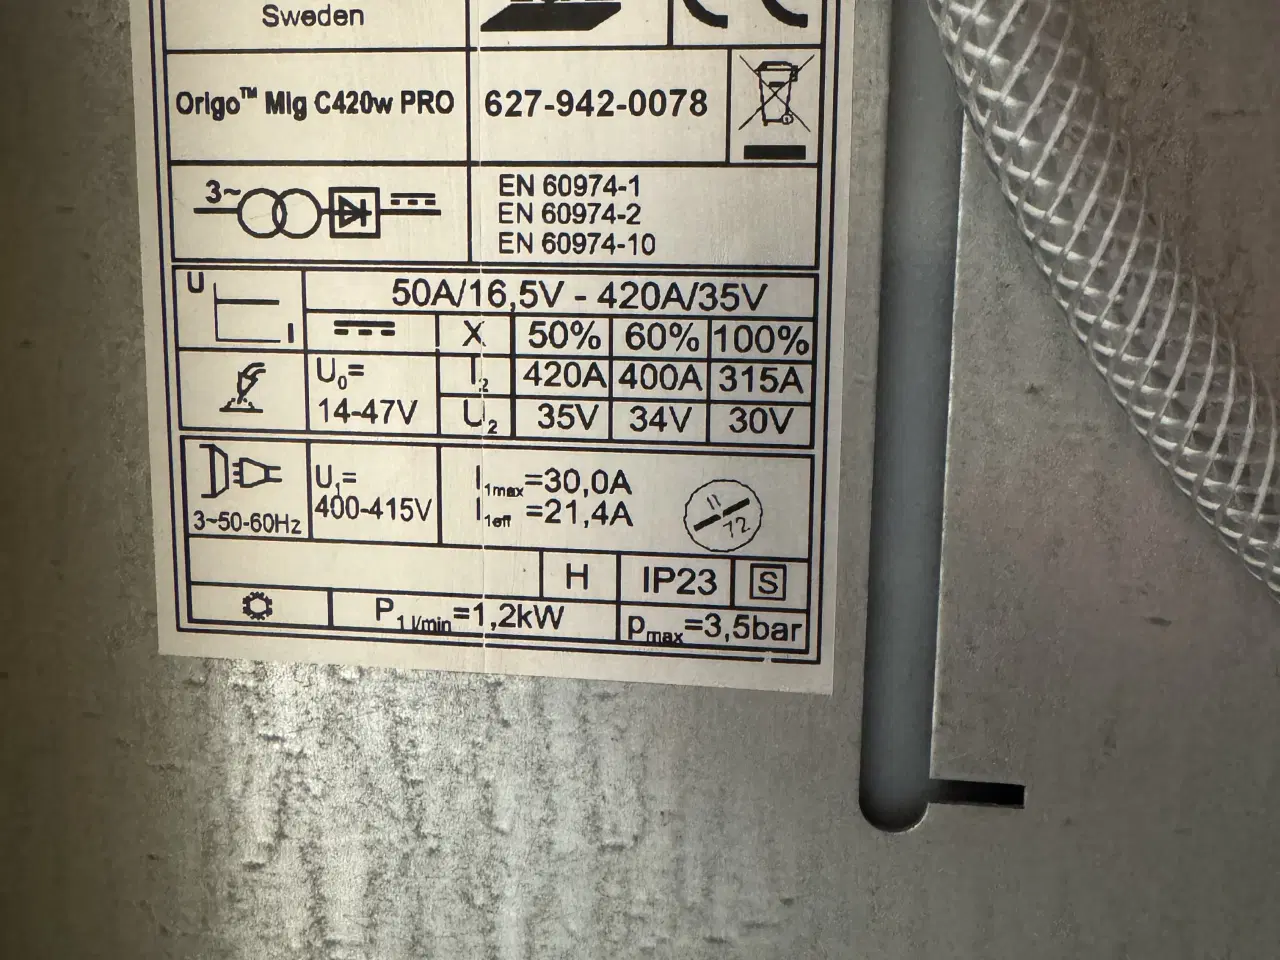 Sweden
Origo™ Mig C420w PRO
627-942-0078
3~
EN 60974-1
EN 60974-2
EN 60974-10
U
I
50A/16,5V - 420A/35V
X 50% 60% 100%
U₀=
14-47V
I₂ 420A 400A 315A
U₂ 35V 34V 30V
3~50-60Hz
U₁=
400-415V
I1max=30,0A
I1eff =21,4A
H IP23 S
P1 l/min=1,2kW
pmax=3,5bar